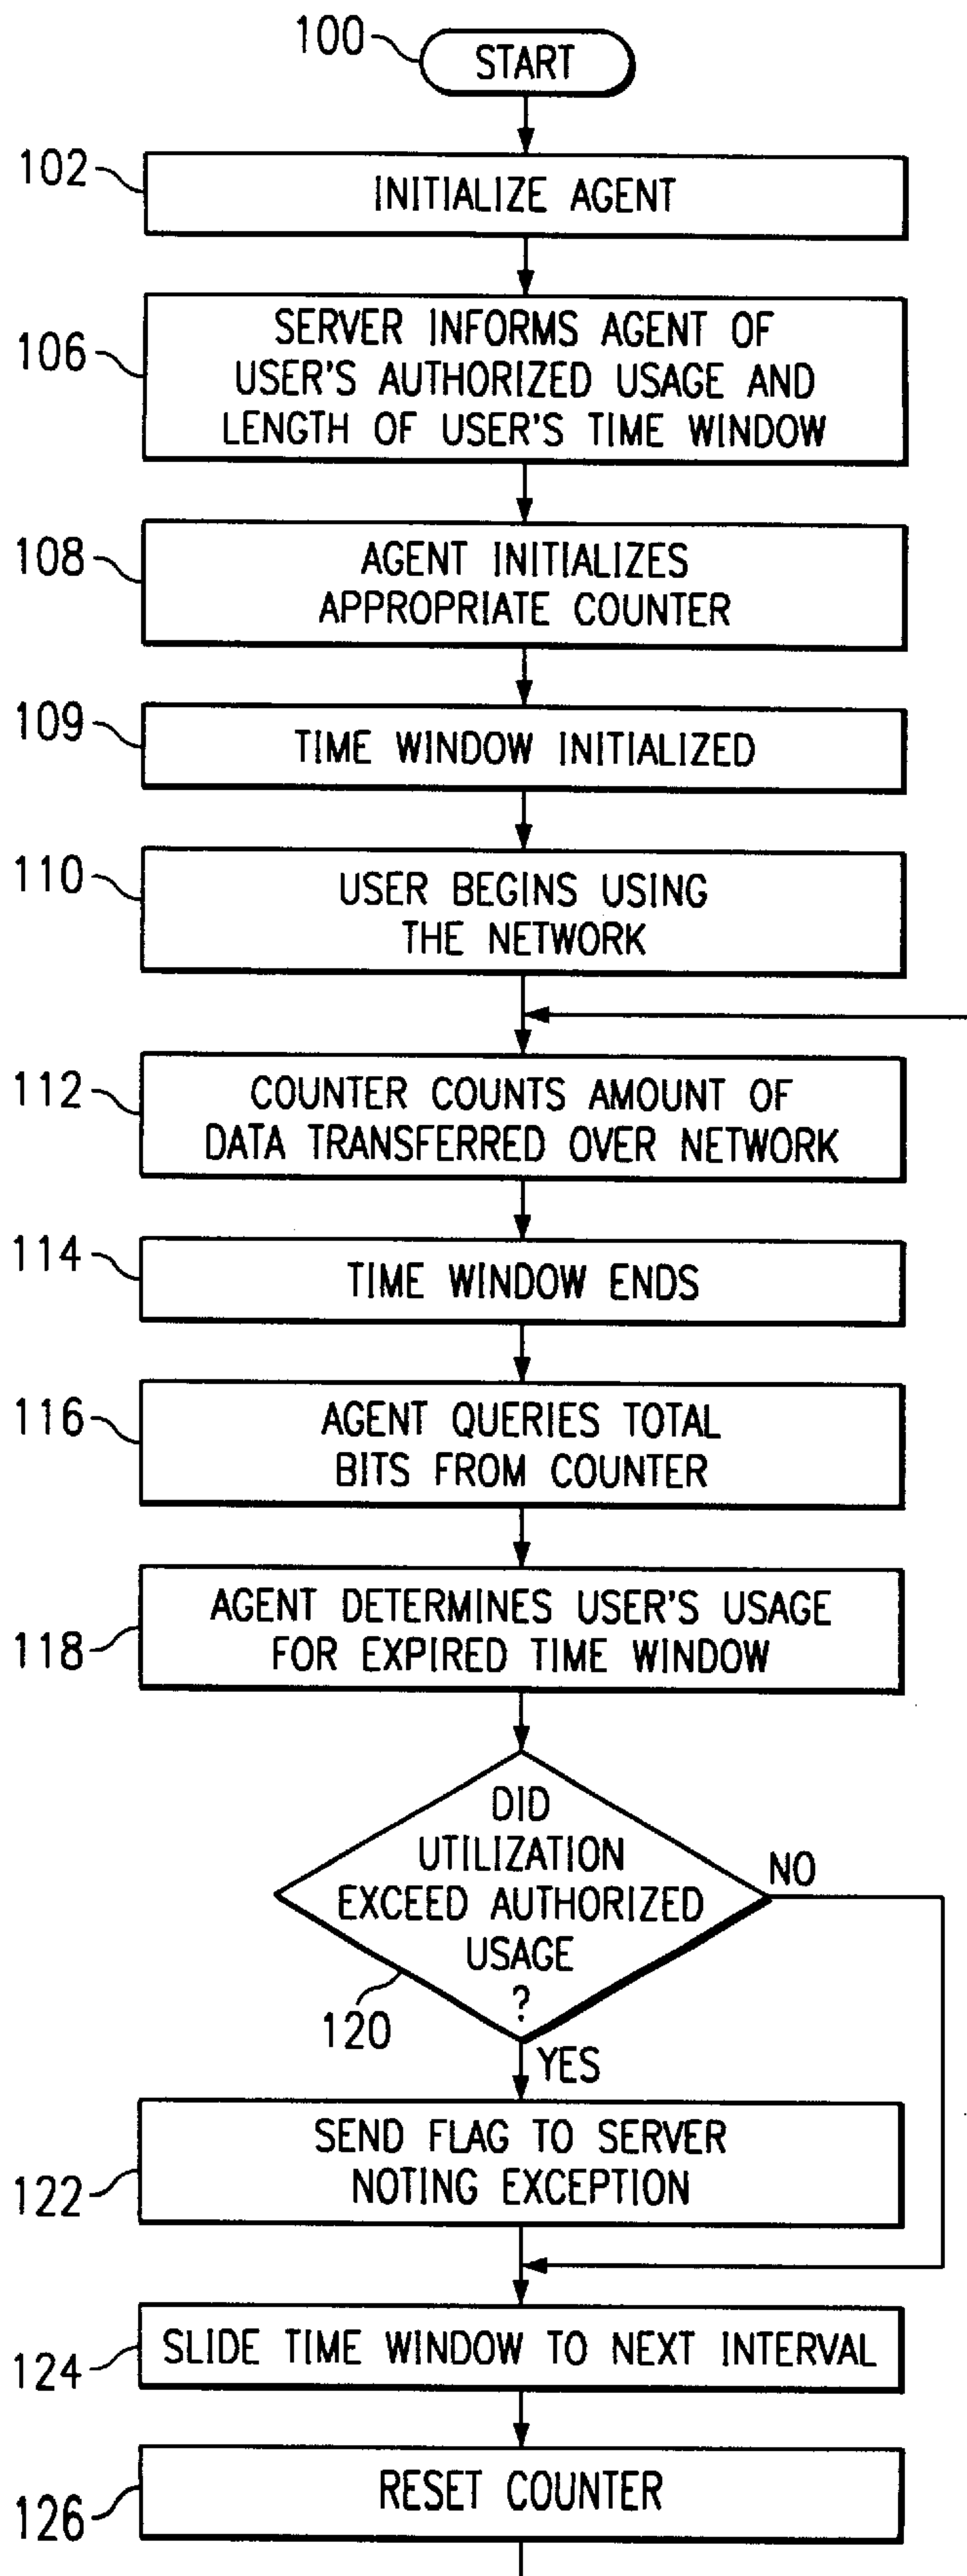 100
START
102
INITIALIZE AGENT
106
SERVER INFORMS AGENT OF
USER'S AUTHORIZED USAGE AND
LENGTH OF USER'S TIME WINDOW
108
AGENT INITIALIZES
APPROPRIATE COUNTER
109
TIME WINDOW INITIALIZED
110
USER BEGINS USING
THE NETWORK
112
COUNTER COUNTS AMOUNT OF
DATA TRANSFERRED OVER NETWORK
114
TIME WINDOW ENDS
116
AGENT QUERIES TOTAL
BITS FROM COUNTER
118
AGENT DETERMINES USER'S USAGE
FOR EXPIRED TIME WINDOW
DID
UTILIZATION
EXCEED AUTHORIZED
USAGE
?
NO
120
YES
122
SEND FLAG TO SERVER
NOTING EXCEPTION
124
SLIDE TIME WINDOW TO NEXT INTERVAL
126
RESET COUNTER